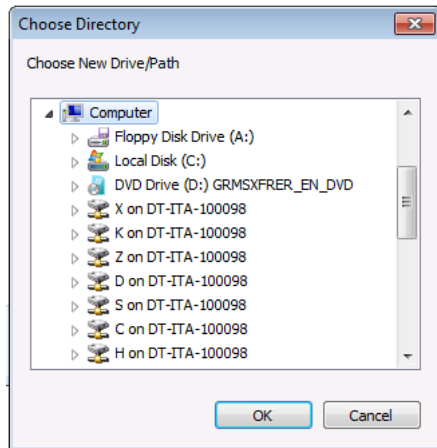 Choose Directory
Choose New Drive/Path
Computer
Floppy Disk Drive (A:)
Local Disk (C:)
DVD Drive (D:) GRMSXFRER_EN_DVD
X on DT-ITA-100098
K on DT-ITA-100098
Z on DT-ITA-100098
D on DT-ITA-100098
S on DT-ITA-100098
C on DT-ITA-100098
H on DT-ITA-100098
OK
Cancel